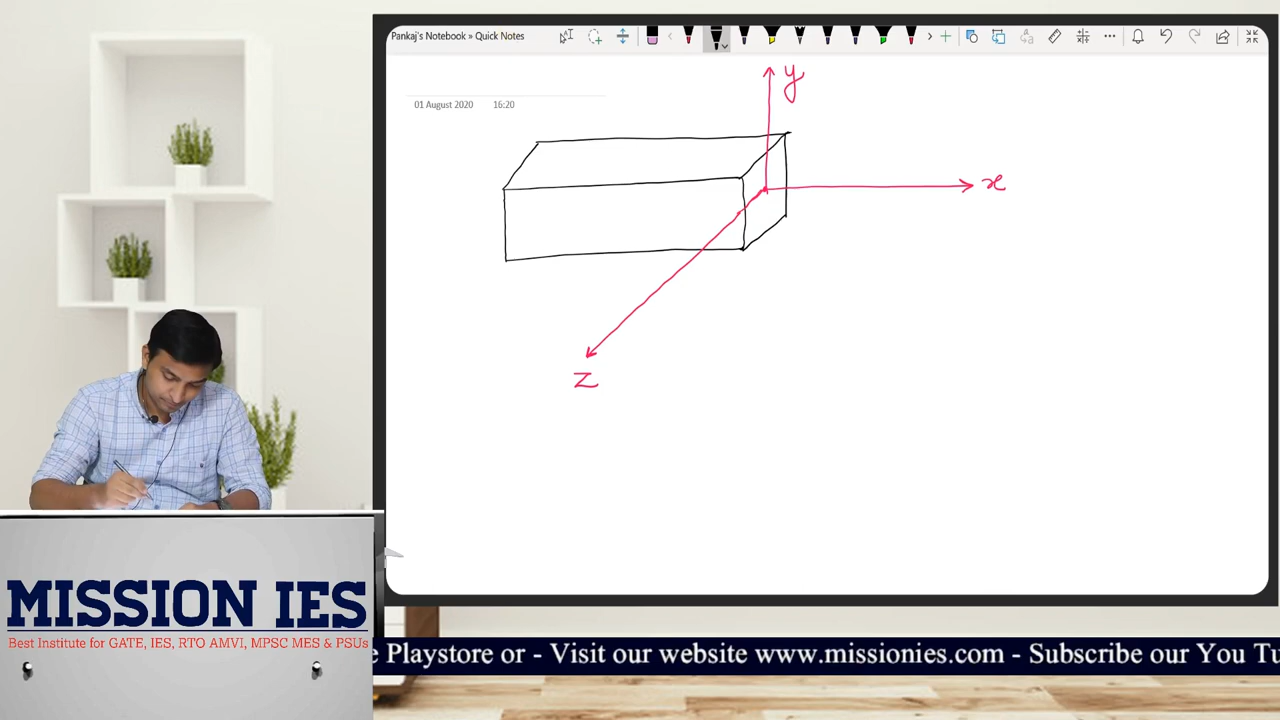 Pankaj's Notebook » Quick Notes
01 August 2020 16:20
y
x
z
MISSION IES
Best Institute for GATE, IES, RTO AMVI, MPSC MES & PSUs
e Playstore or - Visit our website www.missionies.com - Subscribe our You Tu